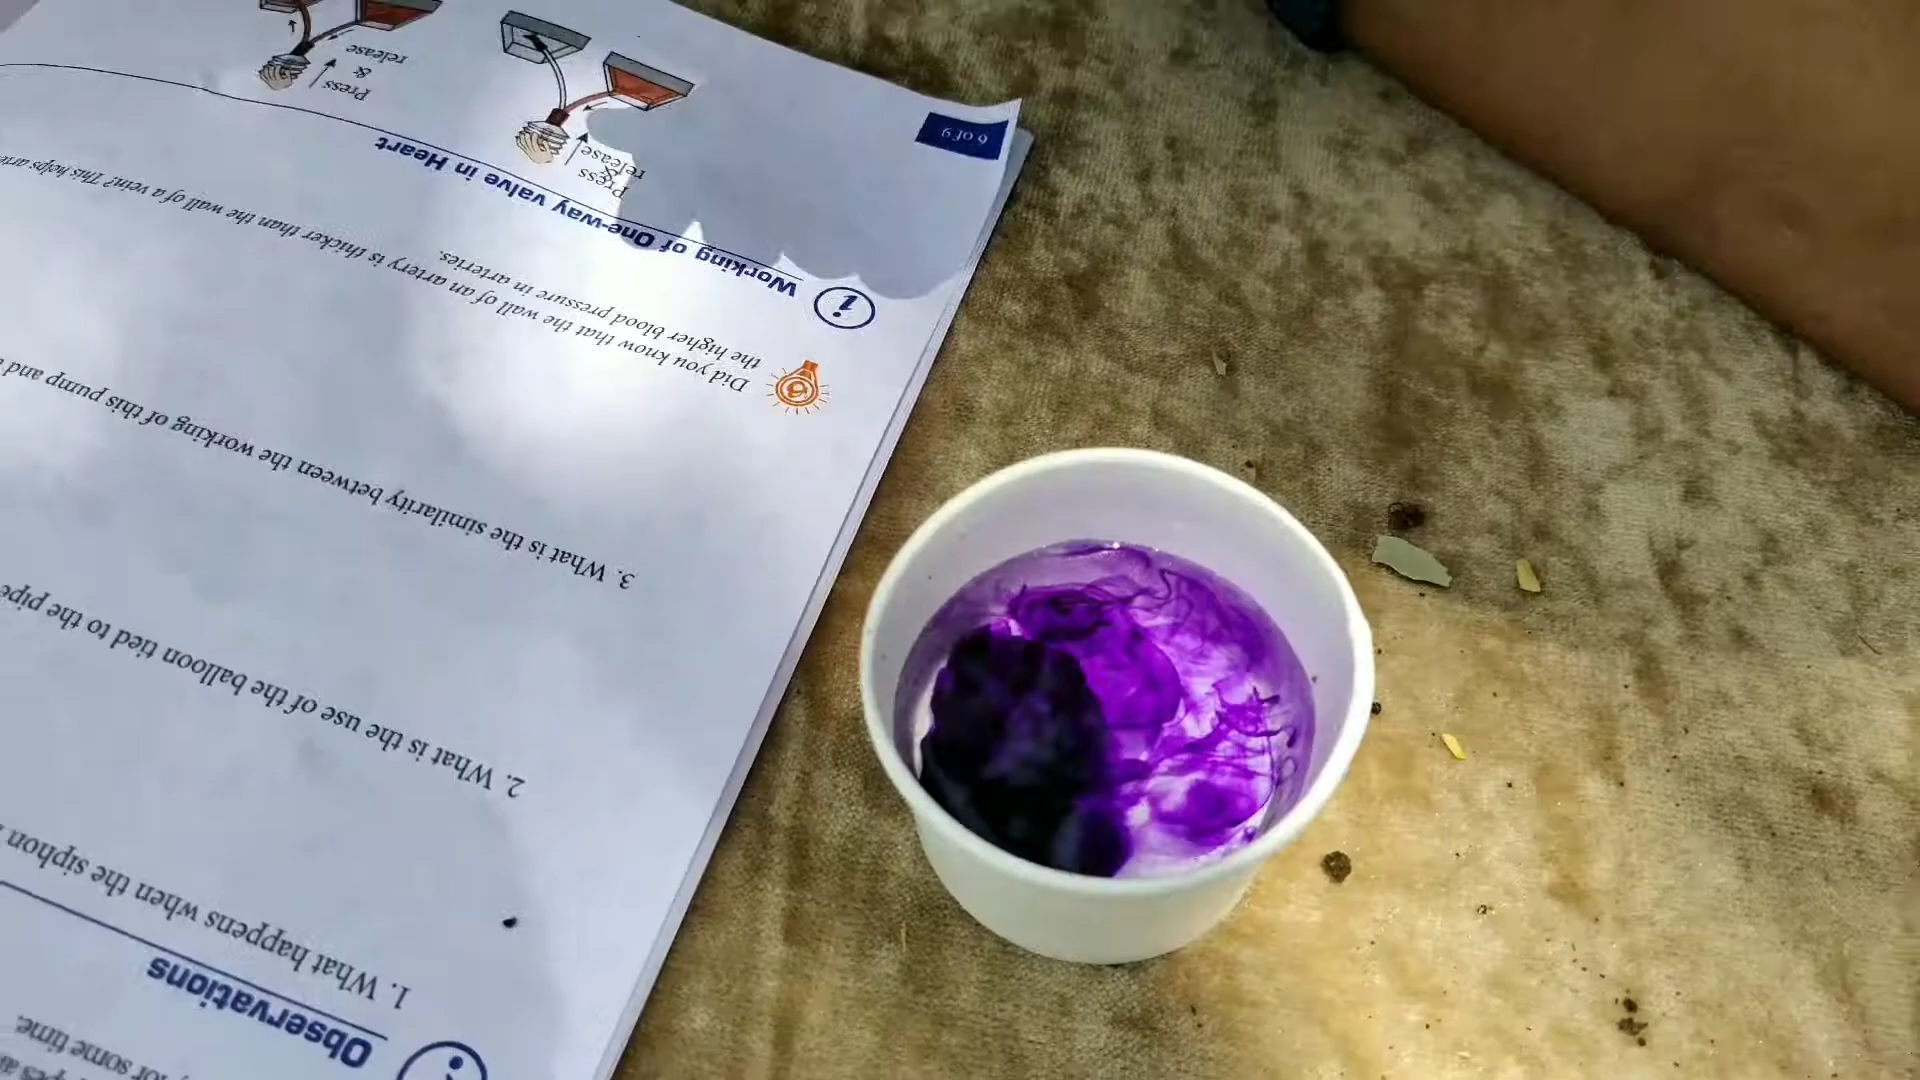 for some time.
Observations
1. What happens when the siphon
2. What is the use of the balloon tied to the pipe
3. What is the similarity between the working of this pump and
Did you know that the wall of an artery is thicker than the wall of a vein? This helps
the higher blood pressure in arteries.
Working of One-way valve in Heart
Press
&
release
Press
&
release
6 of 9